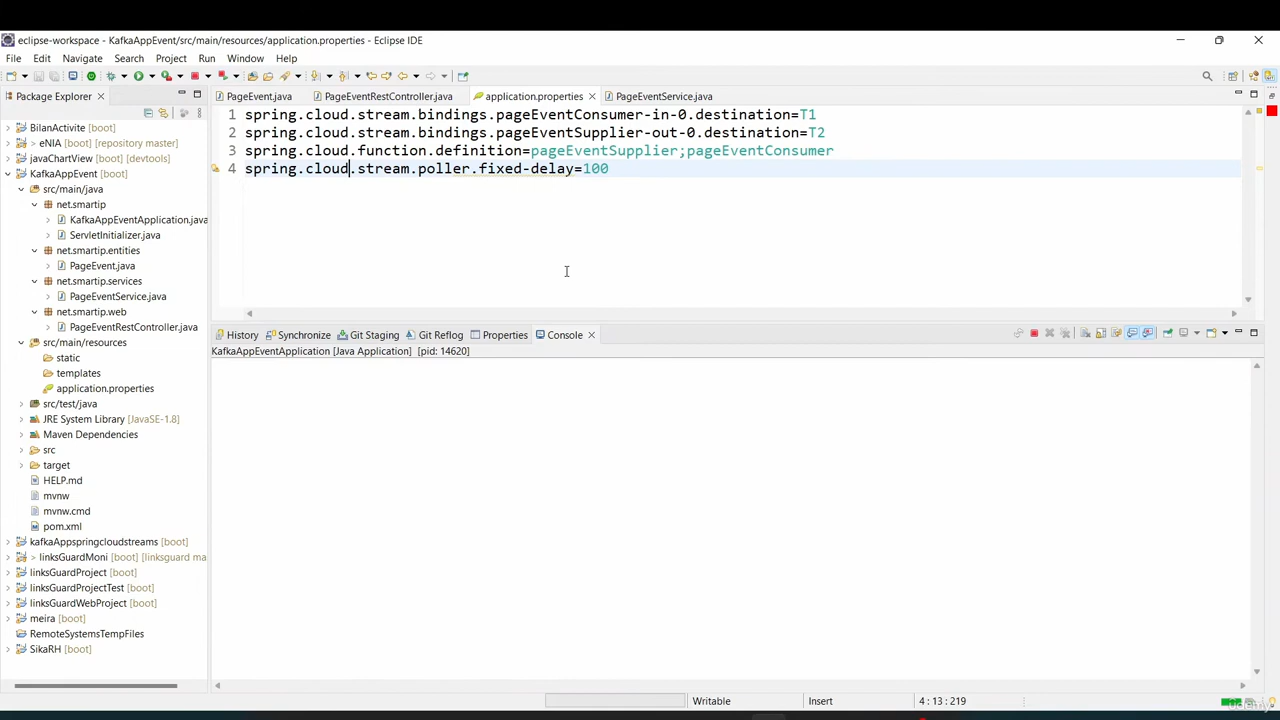 eclipse-workspace - KafkaAppEvent/src/main/resources/application.properties - Eclipse IDE
File Edit Navigate Search Project Run Window Help
Package Explorer
PageEvent.java PageEventRestController.java application.properties PageEventService.java
BilanActivite [boot]
> eNIA [boot] [repository master]
javaChartView [boot] [devtools]
KafkaAppEvent [boot]
src/main/java
net.smartip
KafkaAppEventApplication.java
ServletInitializer.java
net.smartip.entities
PageEvent.java
net.smartip.services
PageEventService.java
net.smartip.web
PageEventRestController.java
src/main/resources
static
templates
application.properties
src/test/java
JRE System Library [JavaSE-1.8]
Maven Dependencies
src
target
HELP.md
mvnw
mvnw.cmd
pom.xml
kafkaAppspringcloudstreams [boot]
> linksGuardMoni [boot] [linksguard ma
linksGuardProject [boot]
linksGuardProjectTest [boot]
linksGuardWebProject [boot]
meira [boot]
RemoteSystemsTempFiles
SikaRH [boot]
1 spring.cloud.stream.bindings.pageEventConsumer-in-0.destination=T1
2 spring.cloud.stream.bindings.pageEventSupplier-out-0.destination=T2
3 spring.cloud.function.definition=pageEventSupplier;pageEventConsumer
4 spring.cloud.stream.poller.fixed-delay=100
History Synchronize Git Staging Git Reflog Properties Console
KafkaAppEventApplication [Java Application] [pid: 14620]
Writable Insert 4 : 13 : 219
udemy